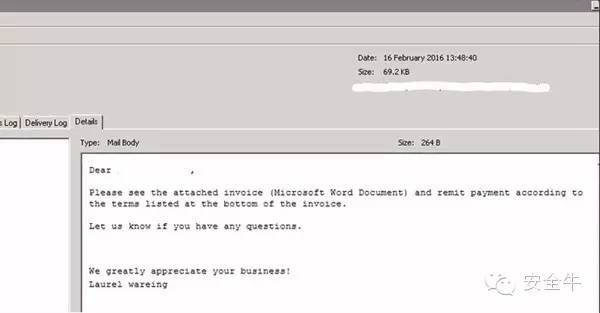 Date: 16 February 2016 13:48:40
Size: 69.2 KB
s Log Delivery Log Details
Type: Mail Body Size: 264 B
Dear ,
Please see the attached invoice (Microsoft Word Document) and remit payment according to
the terms listed at the bottom of the invoice.
Let us know if you have any questions.
We greatly appreciate your business!
Laurel wareing
安全牛